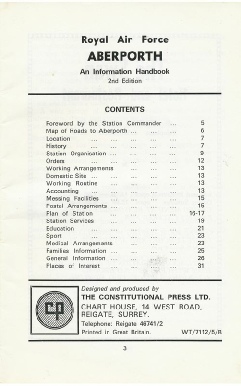 Royal Air Force
ABERPORTH
An Information Handbook
2nd Edition
CONTENTS
Foreword by the Station Commander ... 5
Map of Roads to Aberporth ... ... 6
Location ... ... ... ... 7
History ... ... ... ... 7
Station Organisation ... ... ... 9
Orders ... ... ... ... 12
Working Arrangements ... ... 13
Domestic Site ... ... ... ... 13
Working Routine ... ... ... 13
Accounting ... ... ... ... 13
Messing Facilities ... ... ... 15
Postal Arrangements ... ... ... 15
Plan of Station ... ... ... 16-17
Station Services ... ... ... 19
Education ... ... ... ... 21
Sport ... ... ... ... 23
Medical Arrangements ... ... 23
Families Information ... ... ... 25
General Information ... ... ... 26
Places of Interest ... ... ... 31
Designed and produced by
THE CONSTITUTIONAL PRESS LTD.
CHART HOUSE, 14 WEST ROAD,
REIGATE, SURREY.
Telephone: Reigate 46741/2
Printed in Great Britain. WT/7112/B/R
cp
3